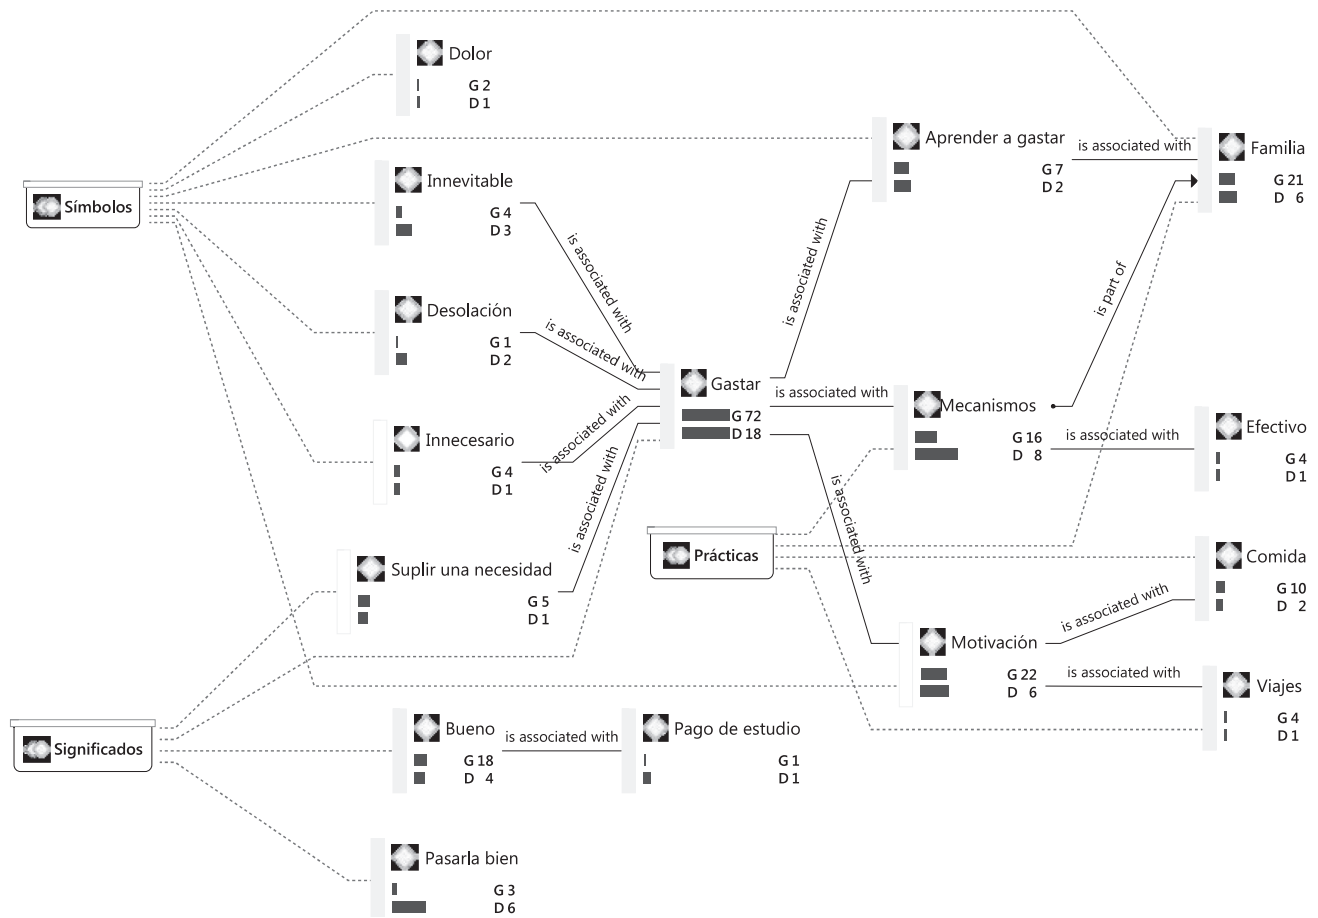 Dolor
G 2
D 1
Aprender a gastar
G 7
D 2
is associated with
Familia
G 21
D 6
Símbolos
Innevitable
G 4
D 3
is associated with
is associated with
is part of
Desolación
G 1
D 2
is associated with
Gastar
G 72
D 18
is associated with
Mecanismos
G 16
D 8
is associated with
Efectivo
G 4
D 1
Innecesario
G 4
D 1
is associated with
is associated with
is associated with
Prácticas
Comida
G 10
D 2
Suplir una necesidad
G 5
D 1
is associated with
Motivación
G 22
D 6
is associated with
Viajes
G 4
D 1
Significados
Bueno
G 18
D 4
is associated with
Pago de estudio
G 1
D 1
Pasarla bien
G 3
D 6